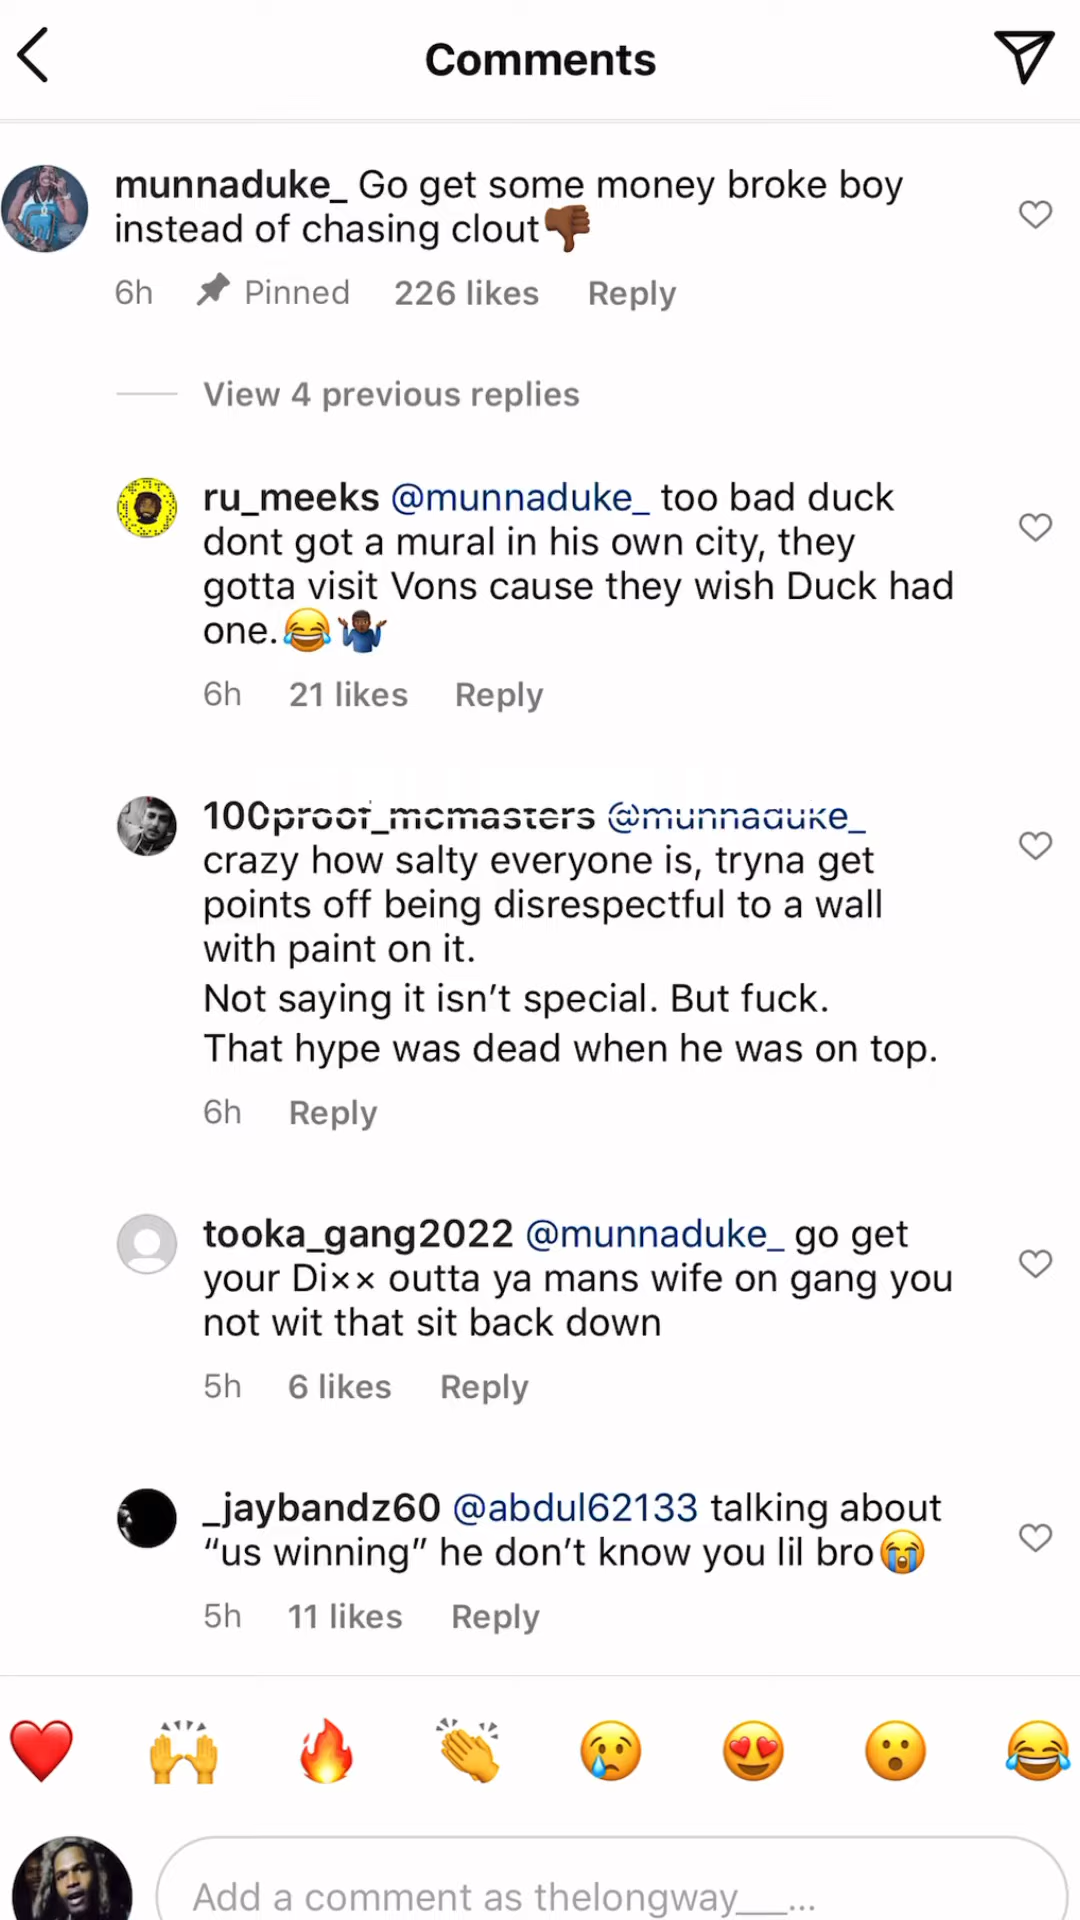 Comments
munnaduke_ Go get some money broke boy
instead of chasing clout👎🏾
6h Pinned 226 likes Reply
View 4 previous replies
ru_meeks @munnaduke_ too bad duck
dont got a mural in his own city, they
gotta visit Vons cause they wish Duck had
one.😂🤷🏿‍♂️
6h 21 likes Reply
100proof_mcmasters @munnaduke_
crazy how salty everyone is, tryna get
points off being disrespectful to a wall
with paint on it.
Not saying it isn’t special. But fuck.
That hype was dead when he was on top.
6h Reply
tooka_gang2022 @munnaduke_ go get
your Di×× outta ya mans wife on gang you
not wit that sit back down
5h 6 likes Reply
_jaybandz60 @abdul62133 talking about
“us winning” he don’t know you lil bro😭
5h 11 likes Reply
Add a comment as thelongway___...